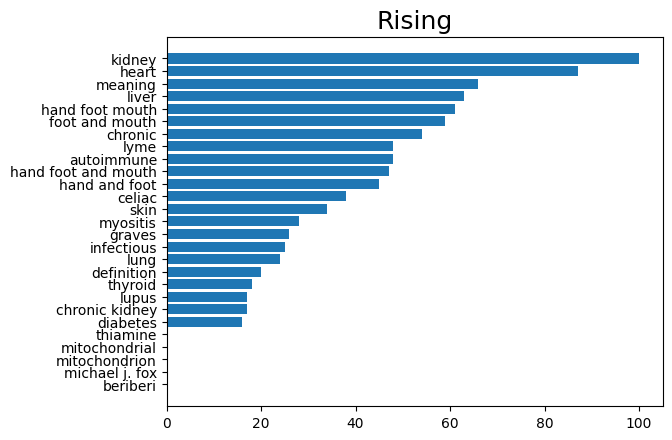 Rising
kidney
heart
meaning
liver
hand foot mouth
foot and mouth
chronic
lyme
autoimmune
hand foot and mouth
hand and foot
celiac
skin
myositis
graves
infectious
lung
definition
thyroid
lupus
chronic kidney
diabetes
thiamine
mitochondrial
mitochondrion
michael j. fox
beriberi
0 20 40 60 80 100